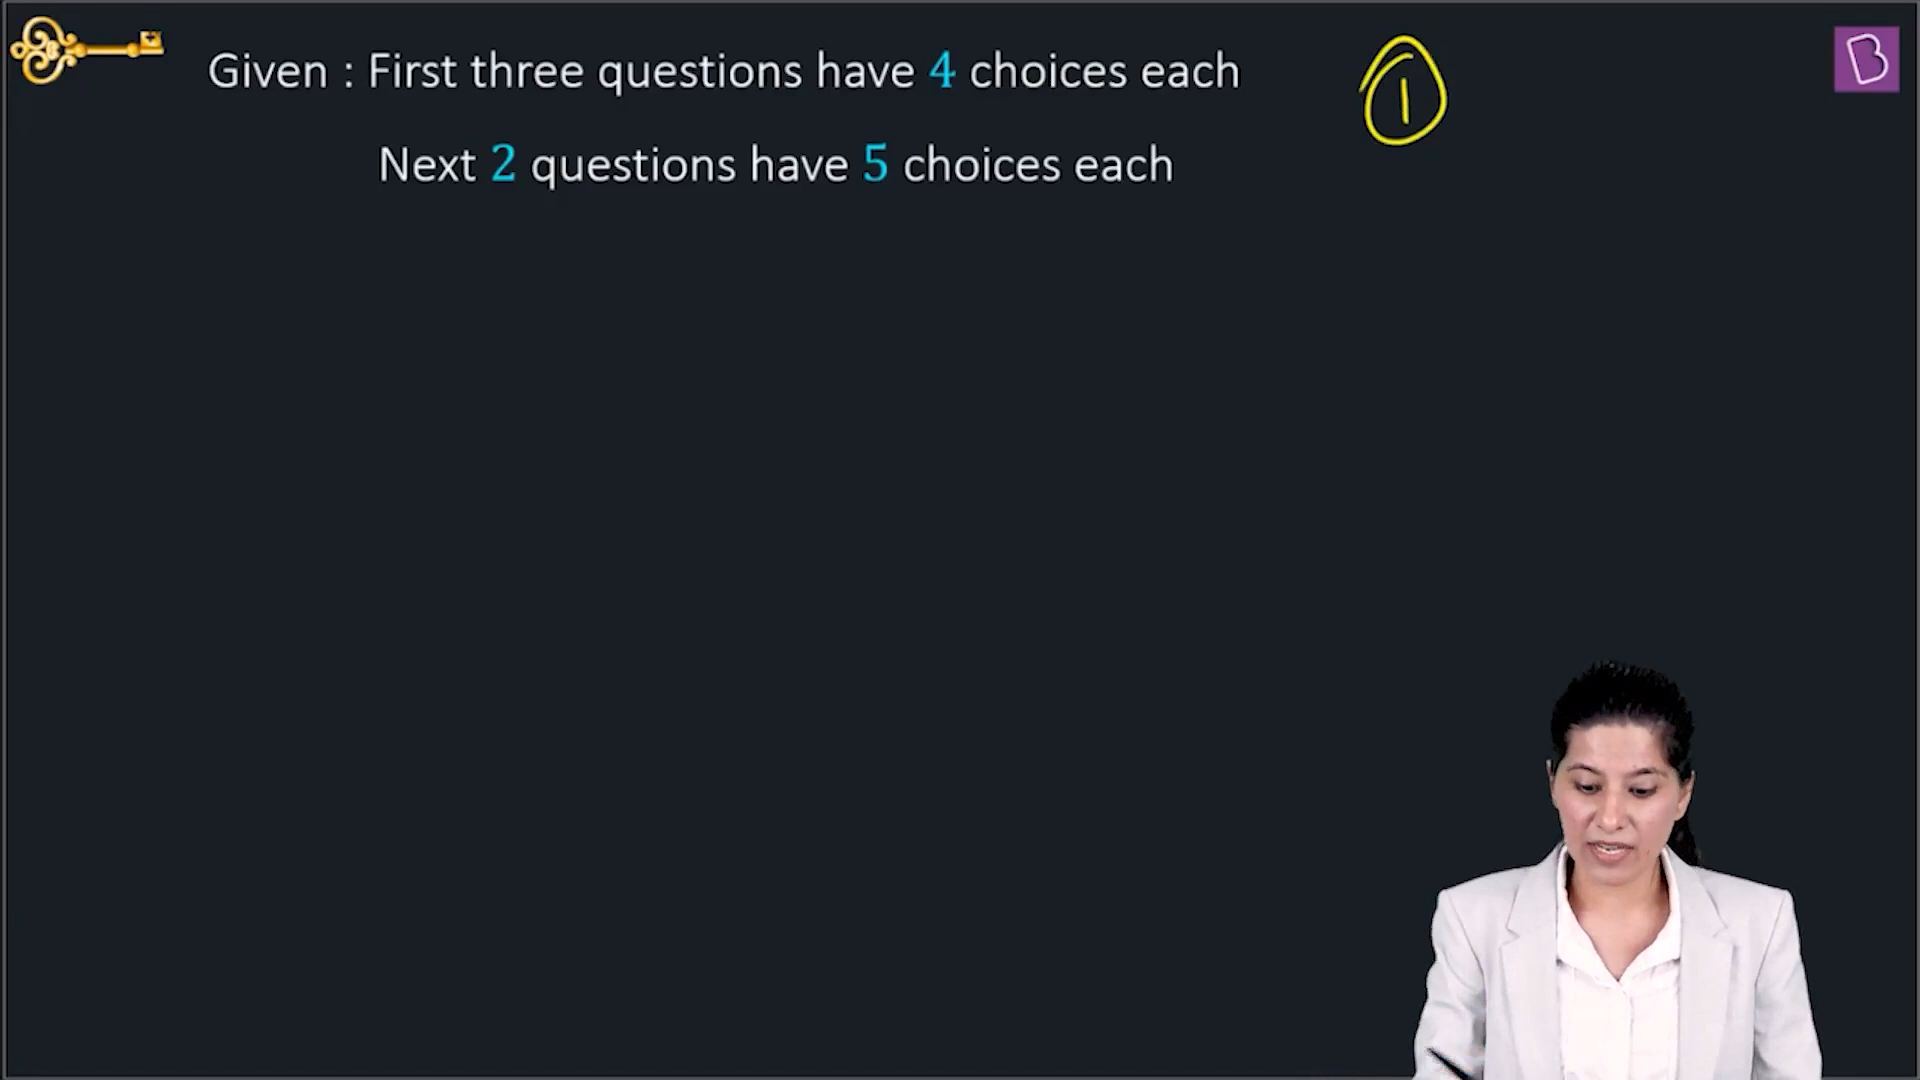 Given : First three questions have 4 choices each
1
Next 2 questions have 5 choices each
B